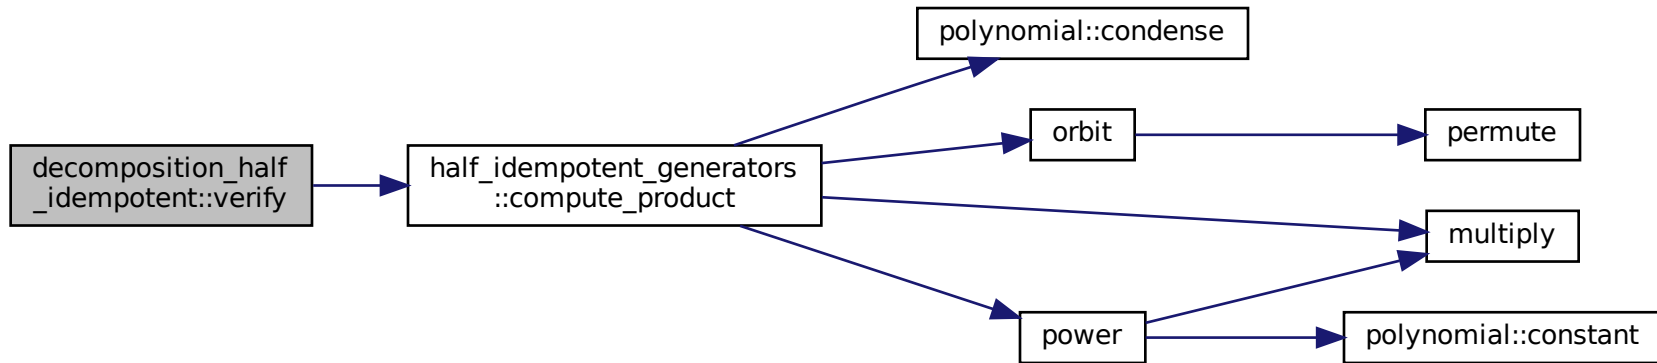 decomposition_half
_idempotent::verify
half_idempotent_generators
::compute_product
polynomial::condense
orbit
permute
multiply
power
polynomial::constant